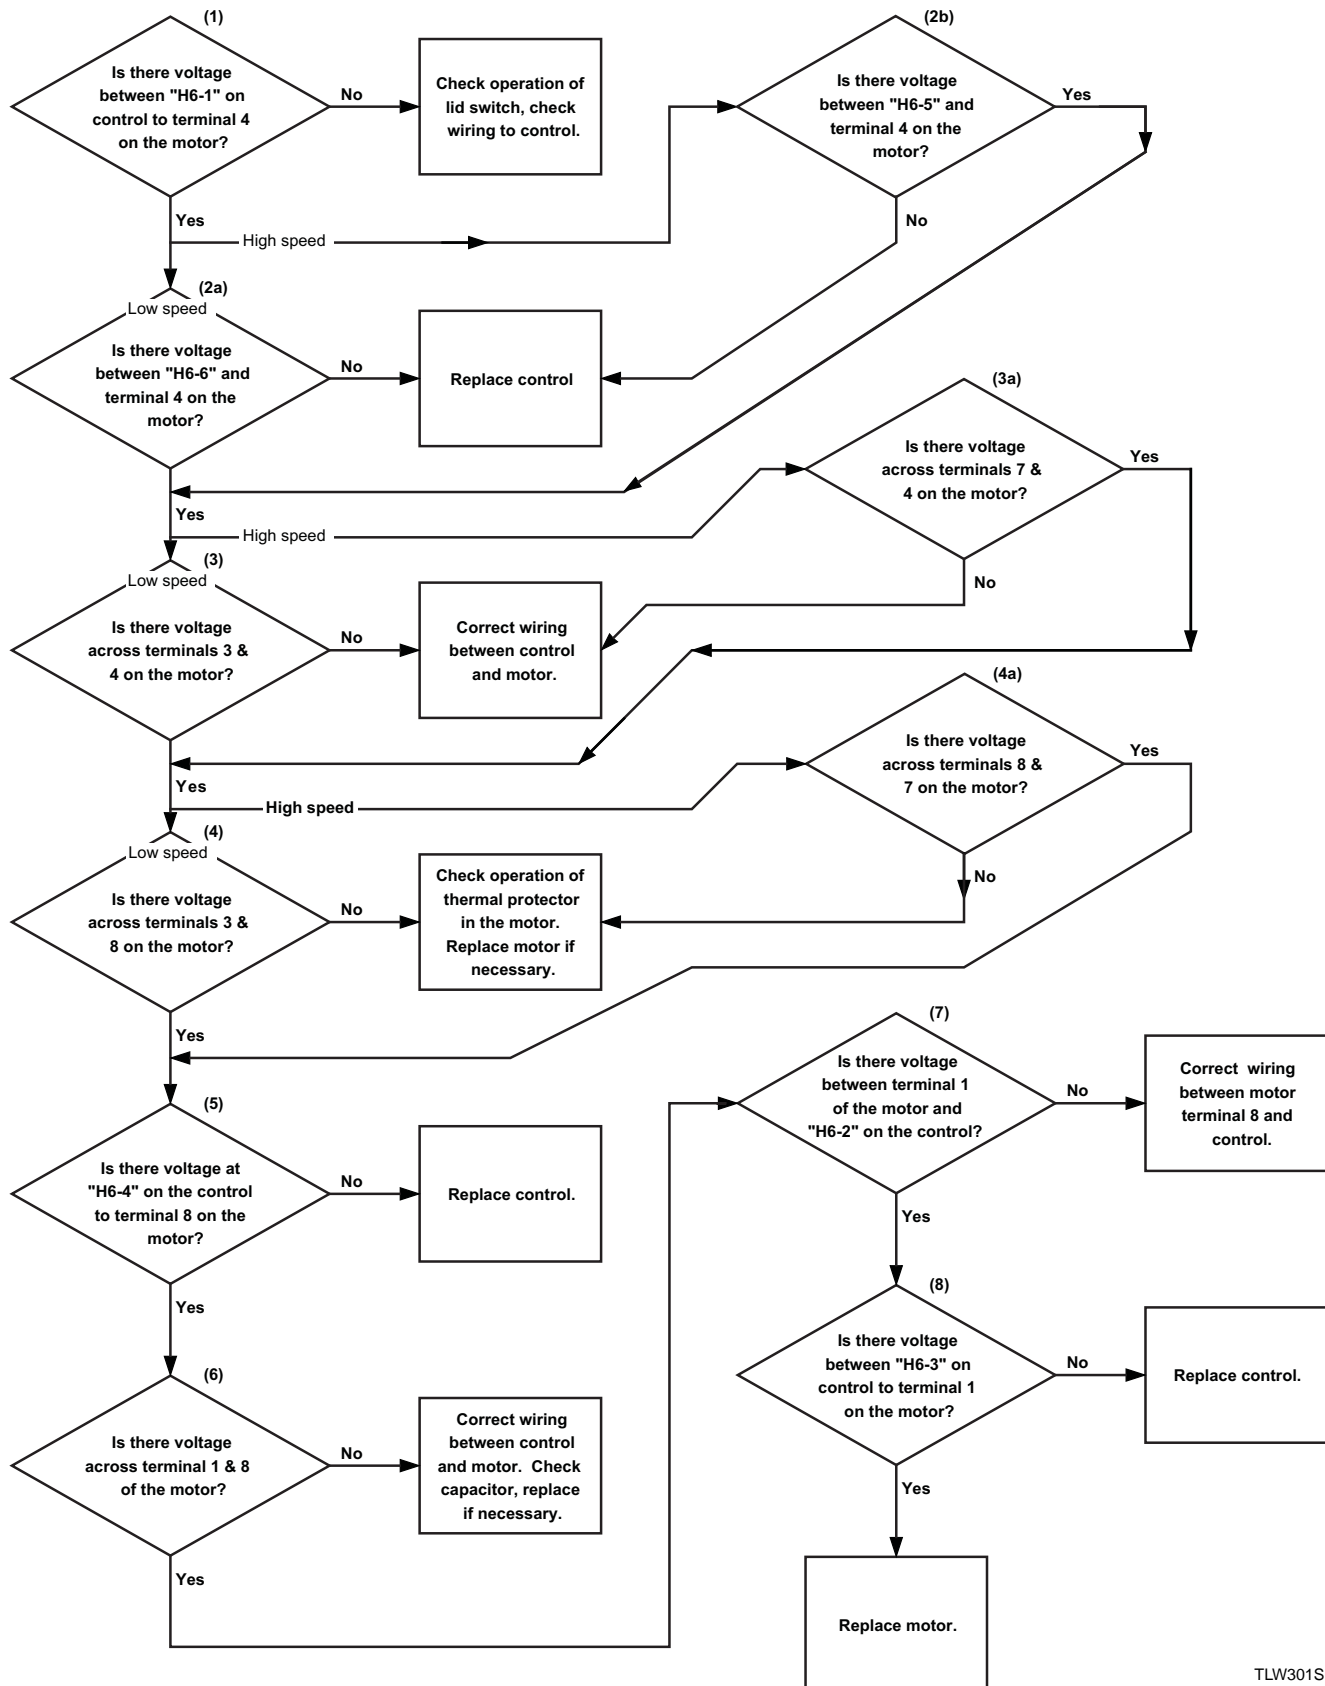 (1)
Is there voltage
between "H6-1" on
control to terminal 4
on the motor?
No
Check operation of
lid switch, check
wiring to control.
Yes
High speed
(2b)
Is there voltage
between "H6-5" and
terminal 4 on the
motor?
Yes
No
(2a)
Low speed
Is there voltage
between "H6-6" and
terminal 4 on the
motor?
No
Replace control
Yes
High speed
(3a)
Is there voltage
across terminals 7 &
4 on the motor?
Yes
No
(3)
Low speed
Is there voltage
across terminals 3 &
4 on the motor?
No
Correct wiring
between control
and motor.
Yes
High speed
(4a)
Is there voltage
across terminals 8 &
7 on the motor?
Yes
No
(4)
Low speed
Is there voltage
across terminals 3 &
8 on the motor?
No
Check operation of
thermal protector
in the motor.
Replace motor if
necessary.
Yes
(5)
Is there voltage at
"H6-4" on the control
to terminal 8 on the
motor?
No
Replace control.
Yes
(6)
Is there voltage
across terminal 1 & 8
of the motor?
No
Correct wiring
between control
and motor. Check
capacitor, replace
if necessary.
Yes
(7)
Is there voltage
between terminal 1
of the motor and
"H6-2" on the control?
No
Correct wiring
between motor
terminal 8 and
control.
Yes
(8)
Is there voltage
between "H6-3" on
control to terminal 1
on the motor?
No
Replace control.
Yes
Replace motor.
TLW301S